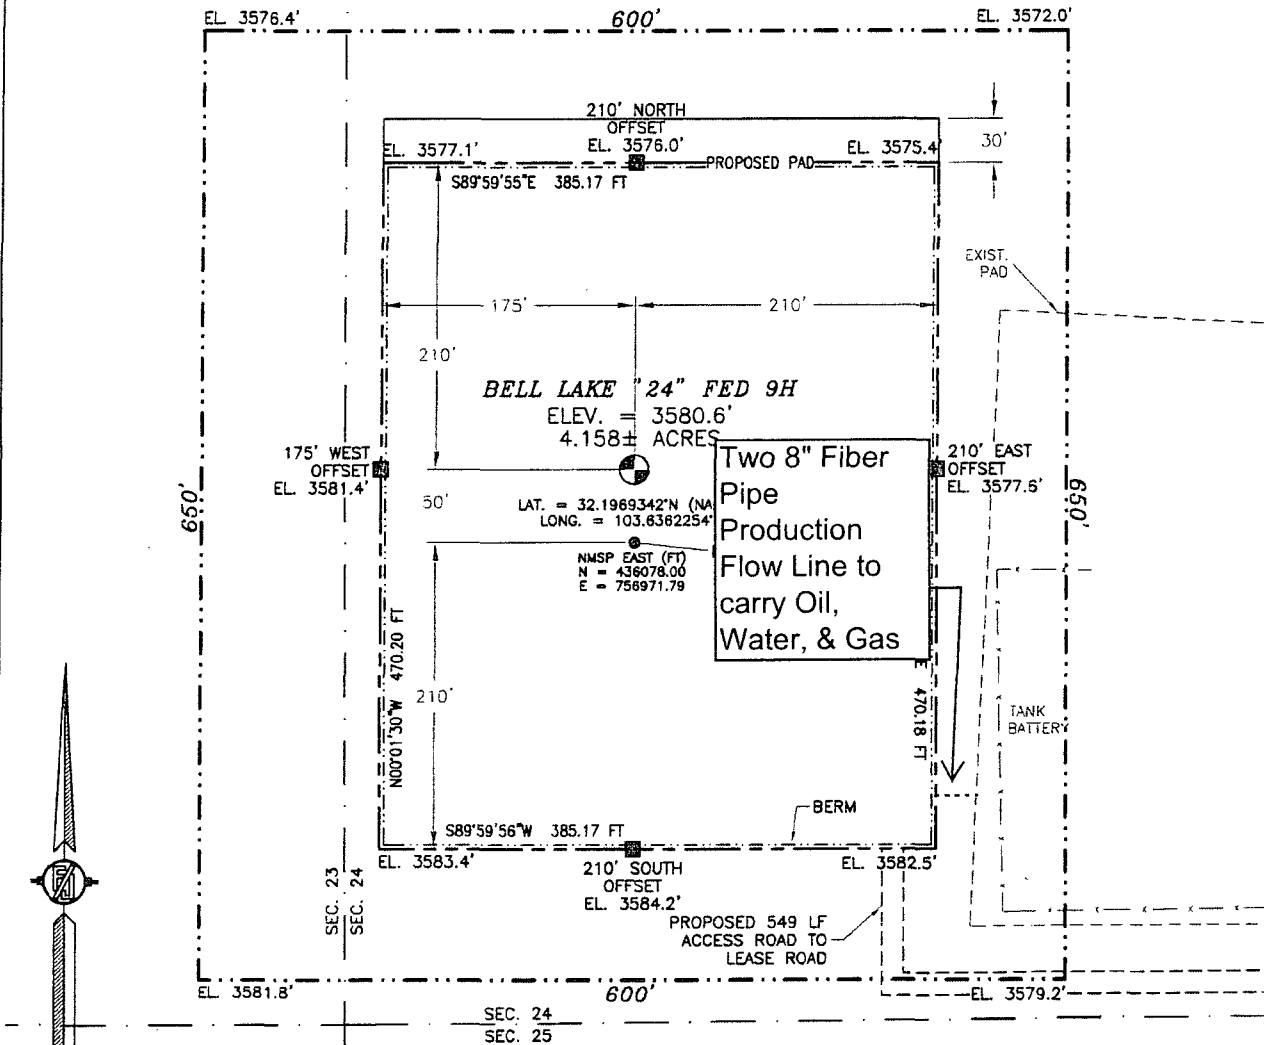 EL. 3576.4'
600'
EL. 3572.0'
210' NORTH
OFFSET
EL. 3576.0'
EL. 3577.1'
EL. 3575.4'
30'
PROPOSED PAD
S89°59'55"E 385.17 FT
EXIST.
PAD
175'
210'
210'
BELL LAKE "24" FED 9H
ELEV. = 3580.6'
4.158± ACRES
175' WEST
OFFSET
EL. 3581.4'
210' EAST
OFFSET
EL. 3577.6'
650'
650'
50'
Two 8" Fiber
Pipe
Production
Flow Line to
carry Oil,
Water, & Gas
LAT. = 32.1969342°N (NA
LONG. = 103.6362254°
NMSP EAST (FT)
N = 436078.00
E = 756971.79
N00°01'30"W 470.20 FT
210'
E 470.18 FT
TANK
BATTERY
BERM
S89°59'56"W 385.17 FT
EL. 3583.4'
EL. 3582.5'
210' SOUTH
OFFSET
EL. 3584.2'
SEC. 23
SEC. 24
PROPOSED 549 LF
ACCESS ROAD TO
LEASE ROAD
EL. 3581.8'
600'
EL. 3579.2'
SEC. 24
SEC. 25